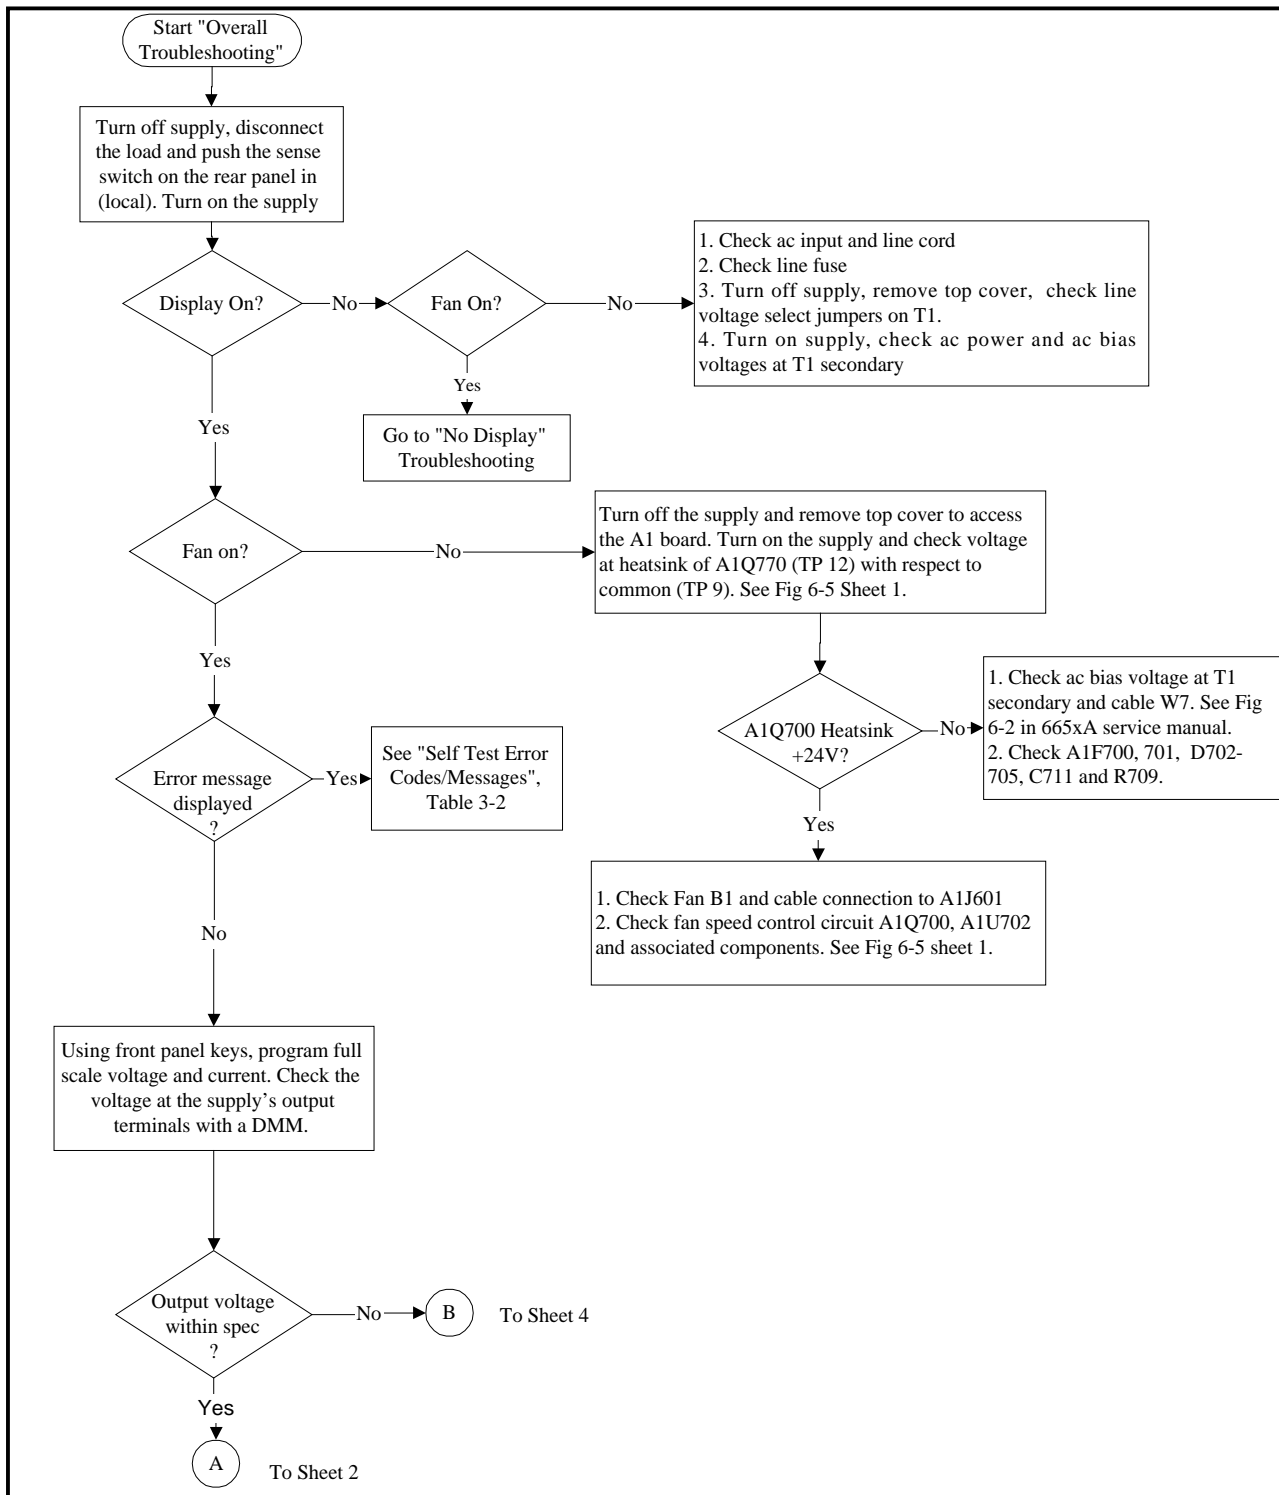 Start "Overall
Troubleshooting"
Turn off supply, disconnect
the load and push the sense
switch on the rear panel in
(local). Turn on the supply
Display On?
No
Fan On?
No
1. Check ac input and line cord
2. Check line fuse
3. Turn off supply, remove top cover, check line
voltage select jumpers on T1.
4. Turn on supply, check ac power and ac bias
voltages at T1 secondary
Yes
Go to "No Display"
Troubleshooting
Yes
Fan on?
No
Turn off the supply and remove top cover to access
the A1 board. Turn on the supply and check voltage
at heatsink of A1Q770 (TP 12) with respect to
common (TP 9). See Fig 6-5 Sheet 1.
Yes
A1Q700 Heatsink
+24V?
No
1. Check ac bias voltage at T1
secondary and cable W7. See Fig
6-2 in 665xA service manual.
2. Check A1F700, 701, D702-
705, C711 and R709.
Yes
1. Check Fan B1 and cable connection to A1J601
2. Check fan speed control circuit A1Q700, A1U702
and associated components. See Fig 6-5 sheet 1.
Error message
displayed
?
Yes
See "Self Test Error
Codes/Messages",
Table 3-2
No
Using front panel keys, program full
scale voltage and current. Check the
voltage at the supply’s output
terminals with a DMM.
Output voltage
within spec
?
No
B
To Sheet 4
Yes
A
To Sheet 2